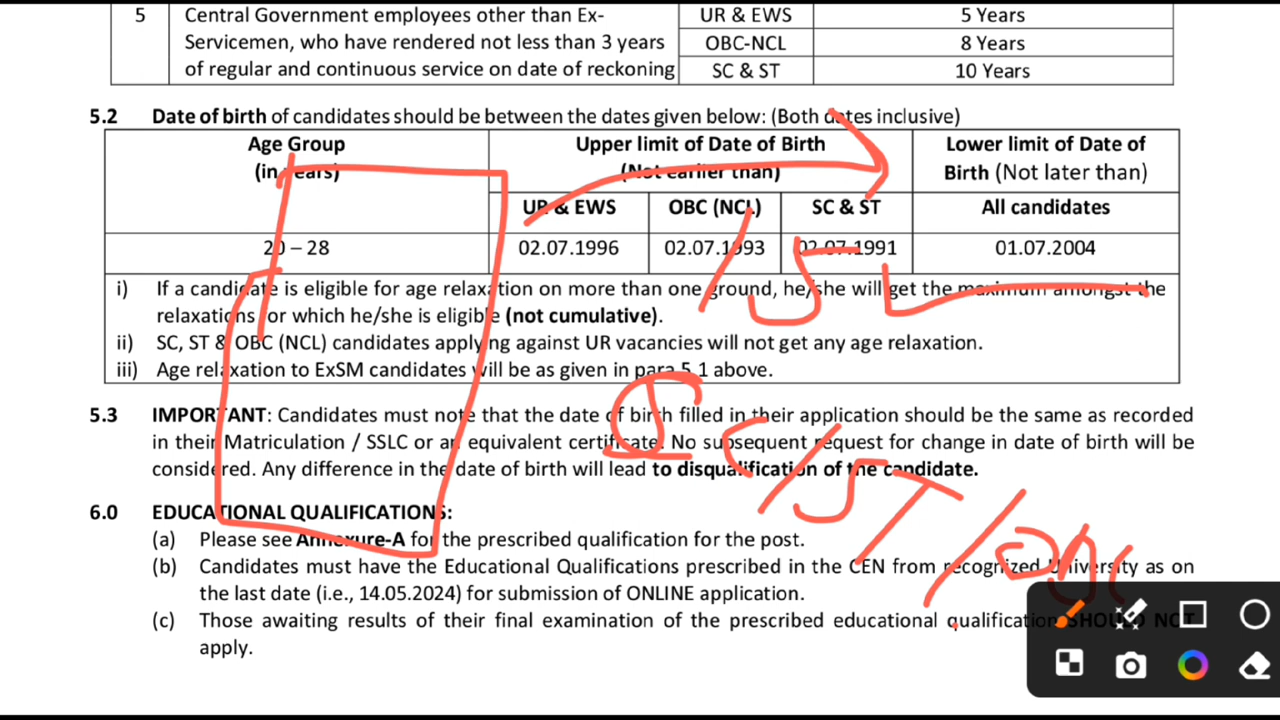 5 Central Government employees other than Ex- UR & EWS 5 Years
Servicemen, who have rendered not less than 3 years OBC-NCL 8 Years
of regular and continuous service on date of reckoning SC & ST 10 Years
5.2 Date of birth of candidates should be between the dates given below: (Both dates inclusive)
Age Group Upper limit of Date of Birth Lower limit of Date of
(in years) (Not earlier than) Birth (Not later than)
UR & EWS OBC (NCL) SC & ST All candidates
20 – 28 02.07.1996 02.07.1993 02.07.1991 01.07.2004
i) If a candidate is eligible for age relaxation on more than one ground, he/she will get the maximum amongst the
relaxations for which he/she is eligible (not cumulative).
ii) SC, ST & OBC (NCL) candidates applying against UR vacancies will not get any age relaxation.
iii) Age relaxation to ExSM candidates will be as given in para 5.1 above.
5.3 IMPORTANT: Candidates must note that the date of birth filled in their application should be the same as recorded
in their Matriculation / SSLC or an equivalent certificate. No subsequent request for change in date of birth will be
considered. Any difference in the date of birth will lead to disqualification of the candidate.
6.0 EDUCATIONAL QUALIFICATIONS:
(a) Please see Annexure-A for the prescribed qualification for the post.
(b) Candidates must have the Educational Qualifications prescribed in the CEN from recognized University as on
the last date (i.e., 14.05.2024) for submission of ONLINE application.
(c) Those awaiting results of their final examination of the prescribed educational qualification SHOULD NOT
apply.